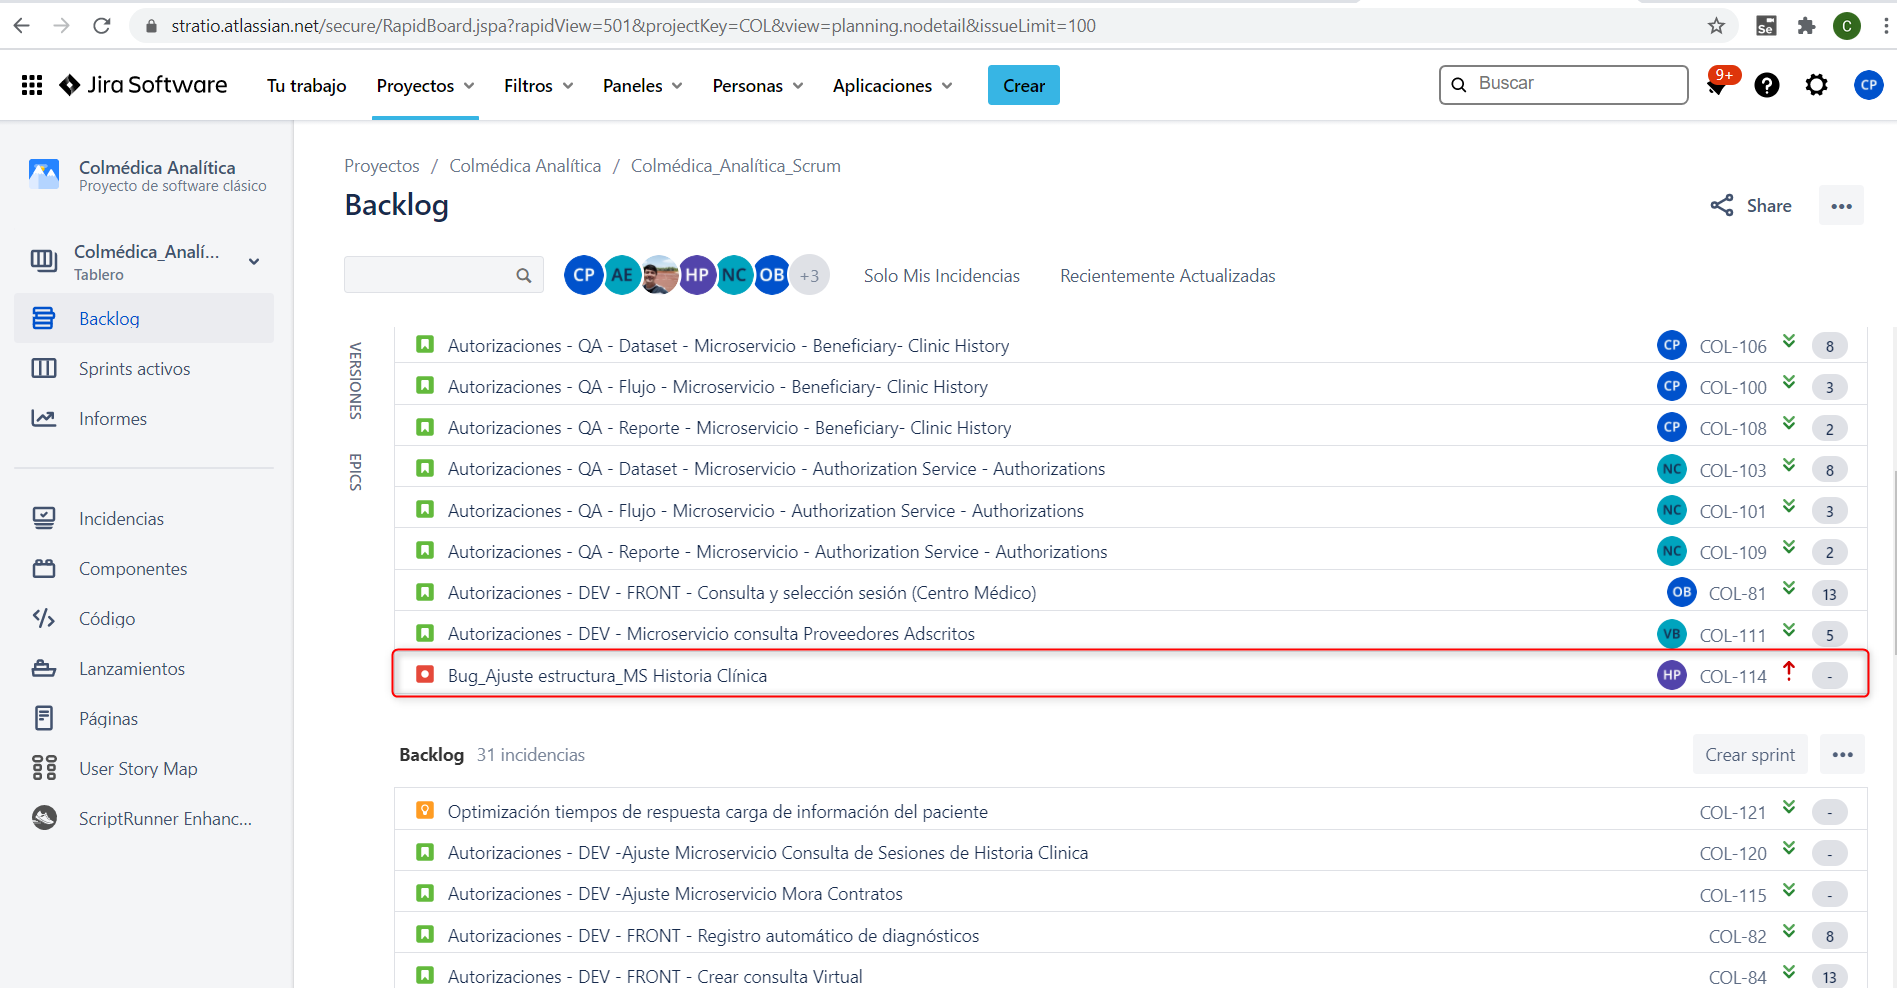 stratio.atlassian.net/secure/RapidBoard.jspa?rapidView=501&projectKey=COL&view=planning.nodetail&issueLimit=100
Se
C
Jira Software
Tu trabajo
Proyectos
Filtros
Paneles
Personas
Aplicaciones
Crear
Buscar
9+
CP
Colmédica Analítica
Proyecto de software clásico
Colmédica_Analí...
Tablero
Backlog
Sprints activos
Informes
Incidencias
Componentes
Código
Lanzamientos
Páginas
User Story Map
ScriptRunner Enhanc...
Proyectos / Colmédica Analítica / Colmédica_Analítica_Scrum
Backlog
Share
CP AE HP NC OB +3
Solo Mis Incidencias
Recientemente Actualizadas
VERSIONES
EPICS
Autorizaciones - QA - Dataset - Microservicio - Beneficiary- Clinic History CP COL-106 8
Autorizaciones - QA - Flujo - Microservicio - Beneficiary- Clinic History CP COL-100 3
Autorizaciones - QA - Reporte - Microservicio - Beneficiary- Clinic History CP COL-108 2
Autorizaciones - QA - Dataset - Microservicio - Authorization Service - Authorizations NC COL-103 8
Autorizaciones - QA - Flujo - Microservicio - Authorization Service - Authorizations NC COL-101 3
Autorizaciones - QA - Reporte - Microservicio - Authorization Service - Authorizations NC COL-109 2
Autorizaciones - DEV - FRONT - Consulta y selección sesión (Centro Médico) OB COL-81 13
Autorizaciones - DEV - Microservicio consulta Proveedores Adscritos VB COL-111 5
Bug_Ajuste estructura_MS Historia Clínica HP COL-114 -
Backlog 31 incidencias
Crear sprint
Optimización tiempos de respuesta carga de información del paciente COL-121 -
Autorizaciones - DEV -Ajuste Microservicio Consulta de Sesiones de Historia Clinica COL-120 -
Autorizaciones - DEV -Ajuste Microservicio Mora Contratos COL-115 -
Autorizaciones - DEV - FRONT - Registro automático de diagnósticos COL-82 8
Autorizaciones - DEV - FRONT - Crear consulta Virtual COL-84 13